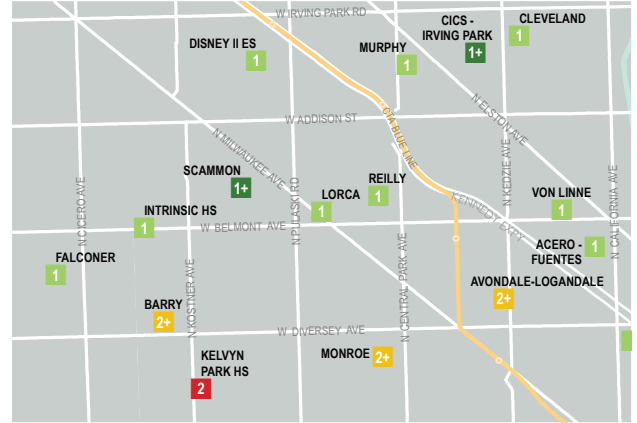 W IRVING PARK RD
CICS -
IRVING PARK
1+
CLEVELAND
1
DISNEY II ES
1
MURPHY
1
N ELSTON AVE
W ADDISON ST
CTA BLUE LINE
N MILWAUKEE AVE
SCAMMON
1+
N CICERO AVE
N PULASKI RD
LORCA
1
REILLY
1
KENNEDY EXPY
N KEDZIE AVE
VON LINNE
1
N CALIFORNIA AVE
INTRINSIC HS
1
W BELMONT AVE
ACERO -
FUENTES
1
FALCONER
1
N KOSTNER AVE
N CENTRAL PARK AVE
AVONDALE-LOGANDALE
2+
BARRY
2+
W DIVERSEY AVE
KELVYN
PARK HS
2
MONROE
2+